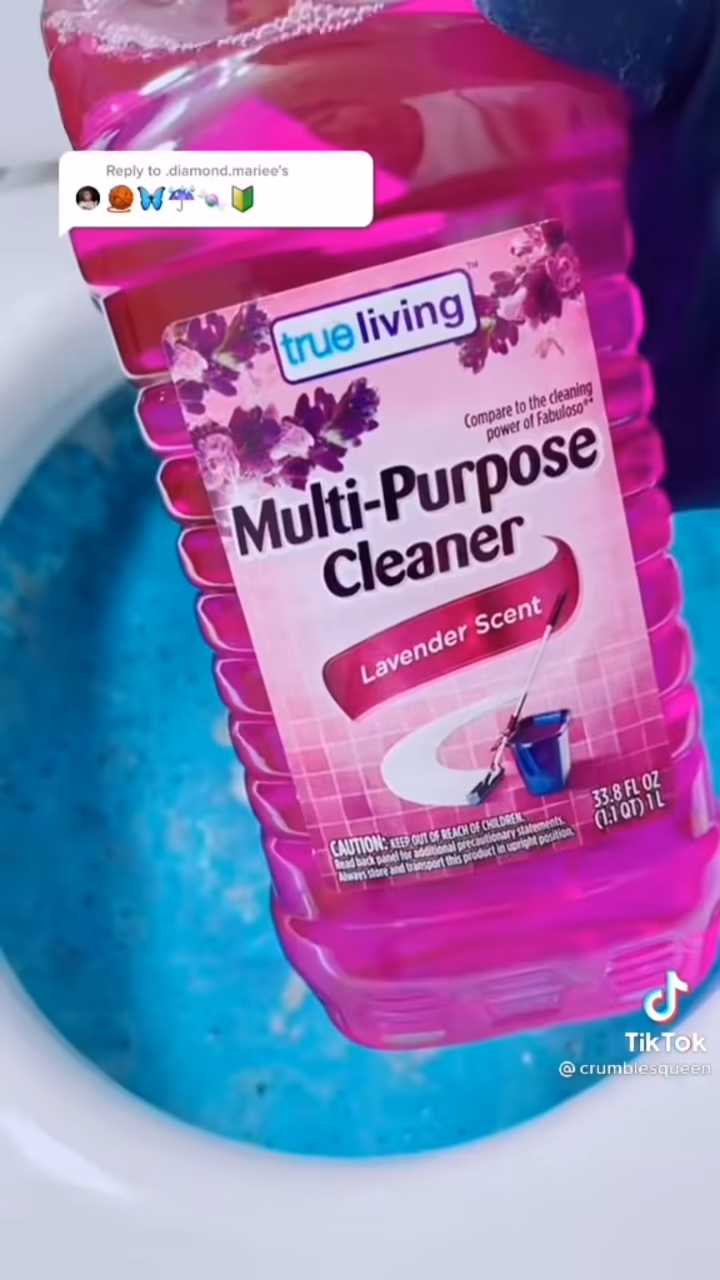 Reply to .diamond.mariee's
🧶🦋☔🍬🔰
true living
TM
Compare to the cleaning
power of Fabuloso®*
Multi-Purpose
Cleaner
Lavender Scent
33.8 FL OZ
(1.1 QT) 1 L
CAUTION: KEEP OUT OF REACH OF CHILDREN.
Read back panel for additional precautionary statements.
Always store and transport this product in upright position.
TikTok
@crumblesqueen